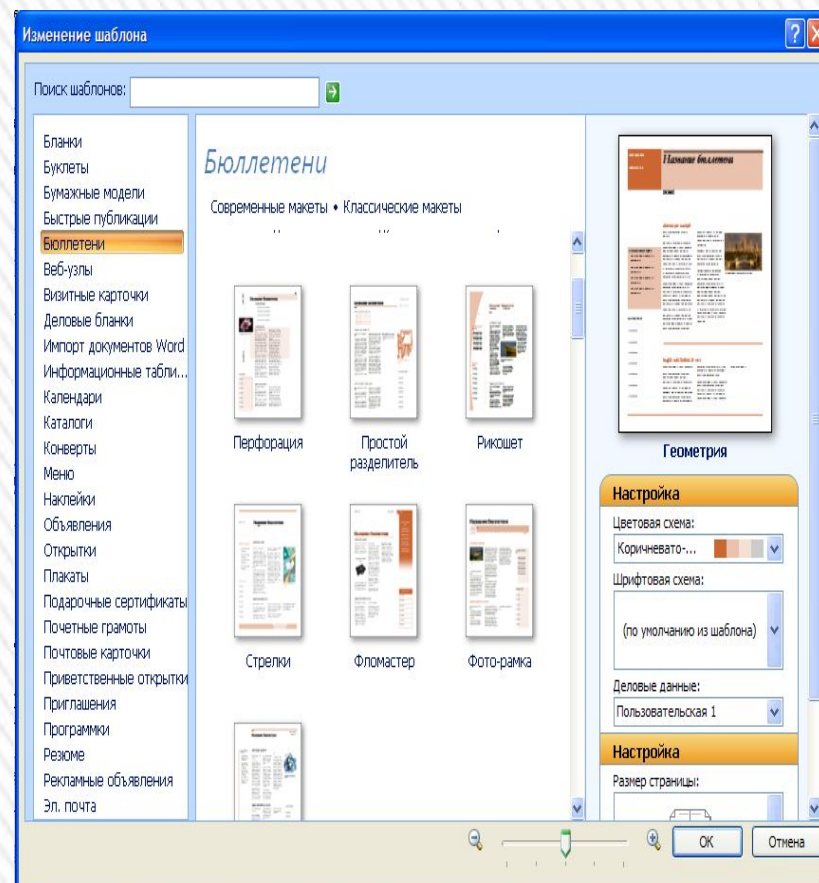 Изменение шаблона
Поиск шаблонов:
Бланки
Буклеты
Бумажные модели
Быстрые публикации
Бюллетени
Веб-узлы
Визитные карточки
Деловые бланки
Импорт документов Word
Информационные табли...
Календари
Каталоги
Конверты
Меню
Наклейки
Объявления
Открытки
Плакаты
Подарочные сертификаты
Почетные грамоты
Почтовые карточки
Приветственные открытки
Приглашения
Программки
Резюме
Рекламные объявления
Эл. почта
Бюллетени
Современные макеты • Классические макеты
Перфорация
Простой
разделитель
Рикошет
Стрелки
Фломастер
Фото-рамка
Название бюллетеня
Геометрия
Настройка
Цветовая схема:
Коричневато-...
Шрифтовая схема:
(по умолчанию из шаблона)
Деловые данные:
Пользовательская 1
Настройка
Размер страницы:
ОК
Отмена